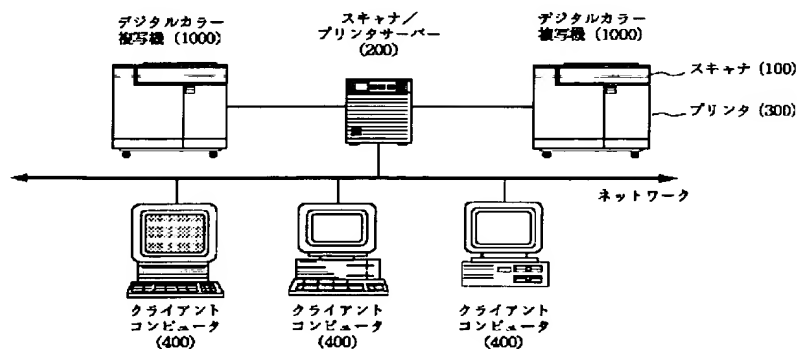 デジタルカラー
複写機 (1000)
スキャナ／
プリンタサーバー
(200)
デジタルカラー
複写機 (1000)
スキャナ (100)
プリンタ (300)
ネットワーク
クライアント
コンピュータ
(400)
クライアント
コンピュータ
(400)
クライアント
コンピュータ
(400)